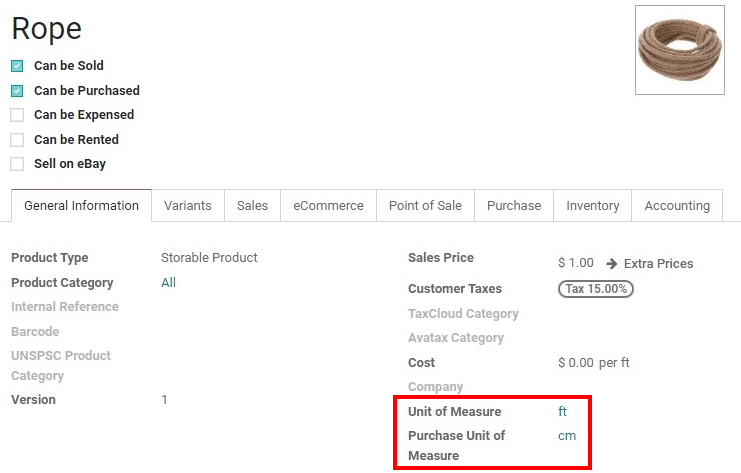 Rope
Can be Sold
Can be Purchased
Can be Expensed
Can be Rented
Sell on eBay
General Information Variants Sales eCommerce Point of Sale Purchase Inventory Accounting
Product Type Storable Product
Product Category All
Internal Reference
Barcode
UNSPSC Product
Category
Version 1
Sales Price $ 1.00 ➔ Extra Prices
Customer Taxes Tax 15.00%
TaxCloud Category
Avatax Category
Cost $ 0.00 per ft
Company
Unit of Measure ft
Purchase Unit of cm
Measure